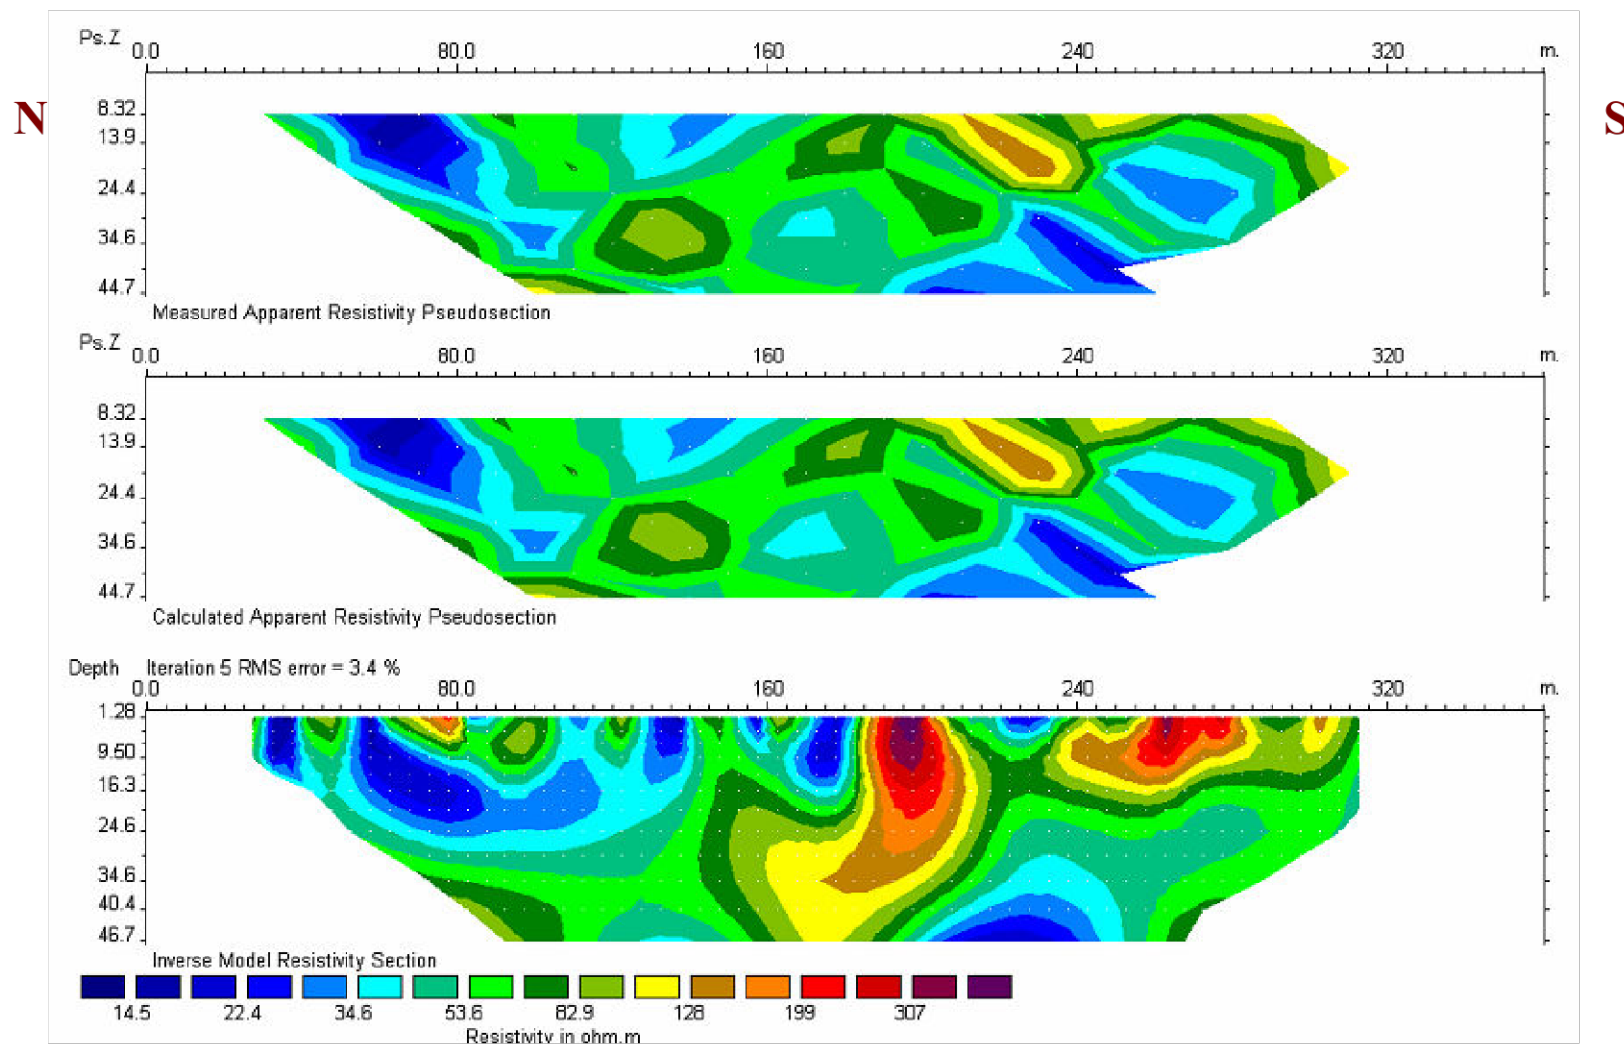 Ps.Z 0.0 80.0 160 240 320 m.
N S
8.32
13.9
24.4
34.6
44.7
Measured Apparent Resistivity Pseudosection
Ps.Z 0.0 80.0 160 240 320 m.
8.32
13.9
24.4
34.6
44.7
Calculated Apparent Resistivity Pseudosection
Depth Iteration 5 RMS error = 3.4 %
0.0 80.0 160 240 320 m.
1.28
9.60
16.3
24.6
34.6
40.4
46.7
Inverse Model Resistivity Section
14.5 22.4 34.6 53.6 82.9 128 199 307
Resistivity in ohm.m